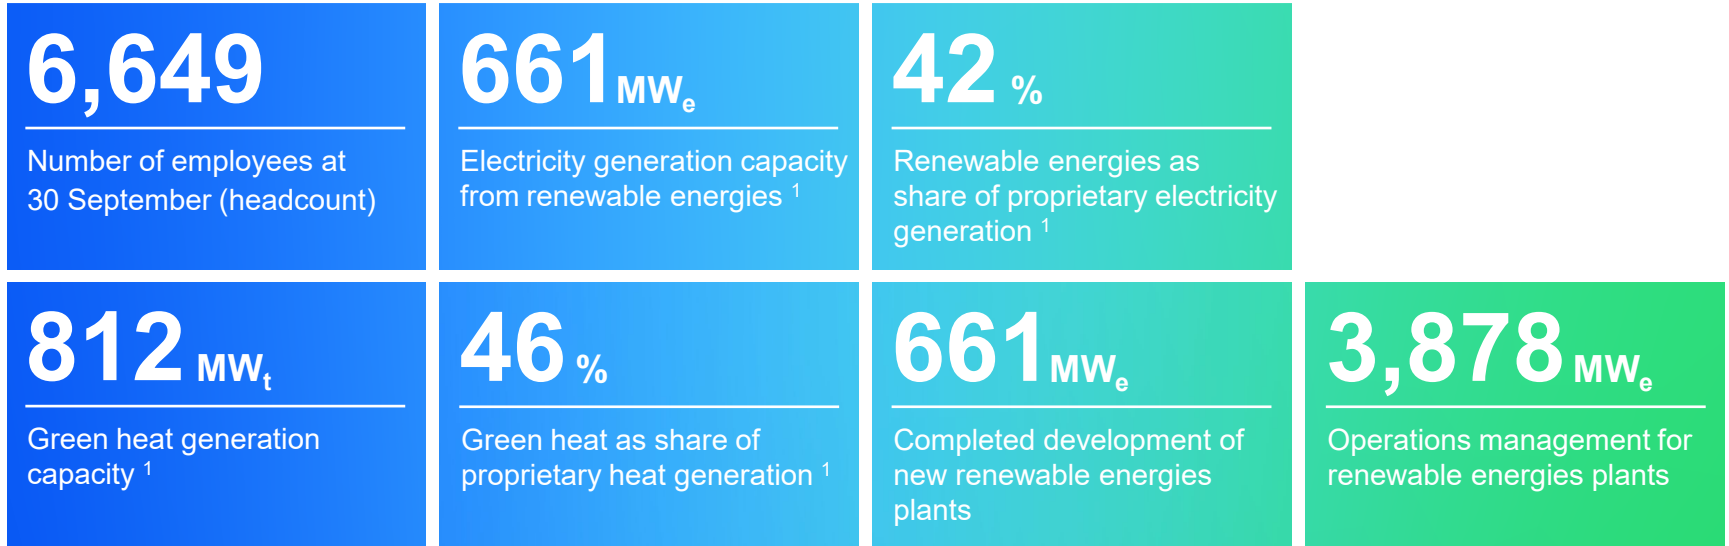 6,649
Number of employees at
30 September (headcount)
661 MWe
Electricity generation capacity
from renewable energies 1
42 %
Renewable energies as
share of proprietary electricity
generation 1
812 MWt
Green heat generation
capacity 1
46 %
Green heat as share of
proprietary heat generation 1
661 MWe
Completed development of
new renewable energies
plants
3,878 MWe
Operations management for
renewable energies plants